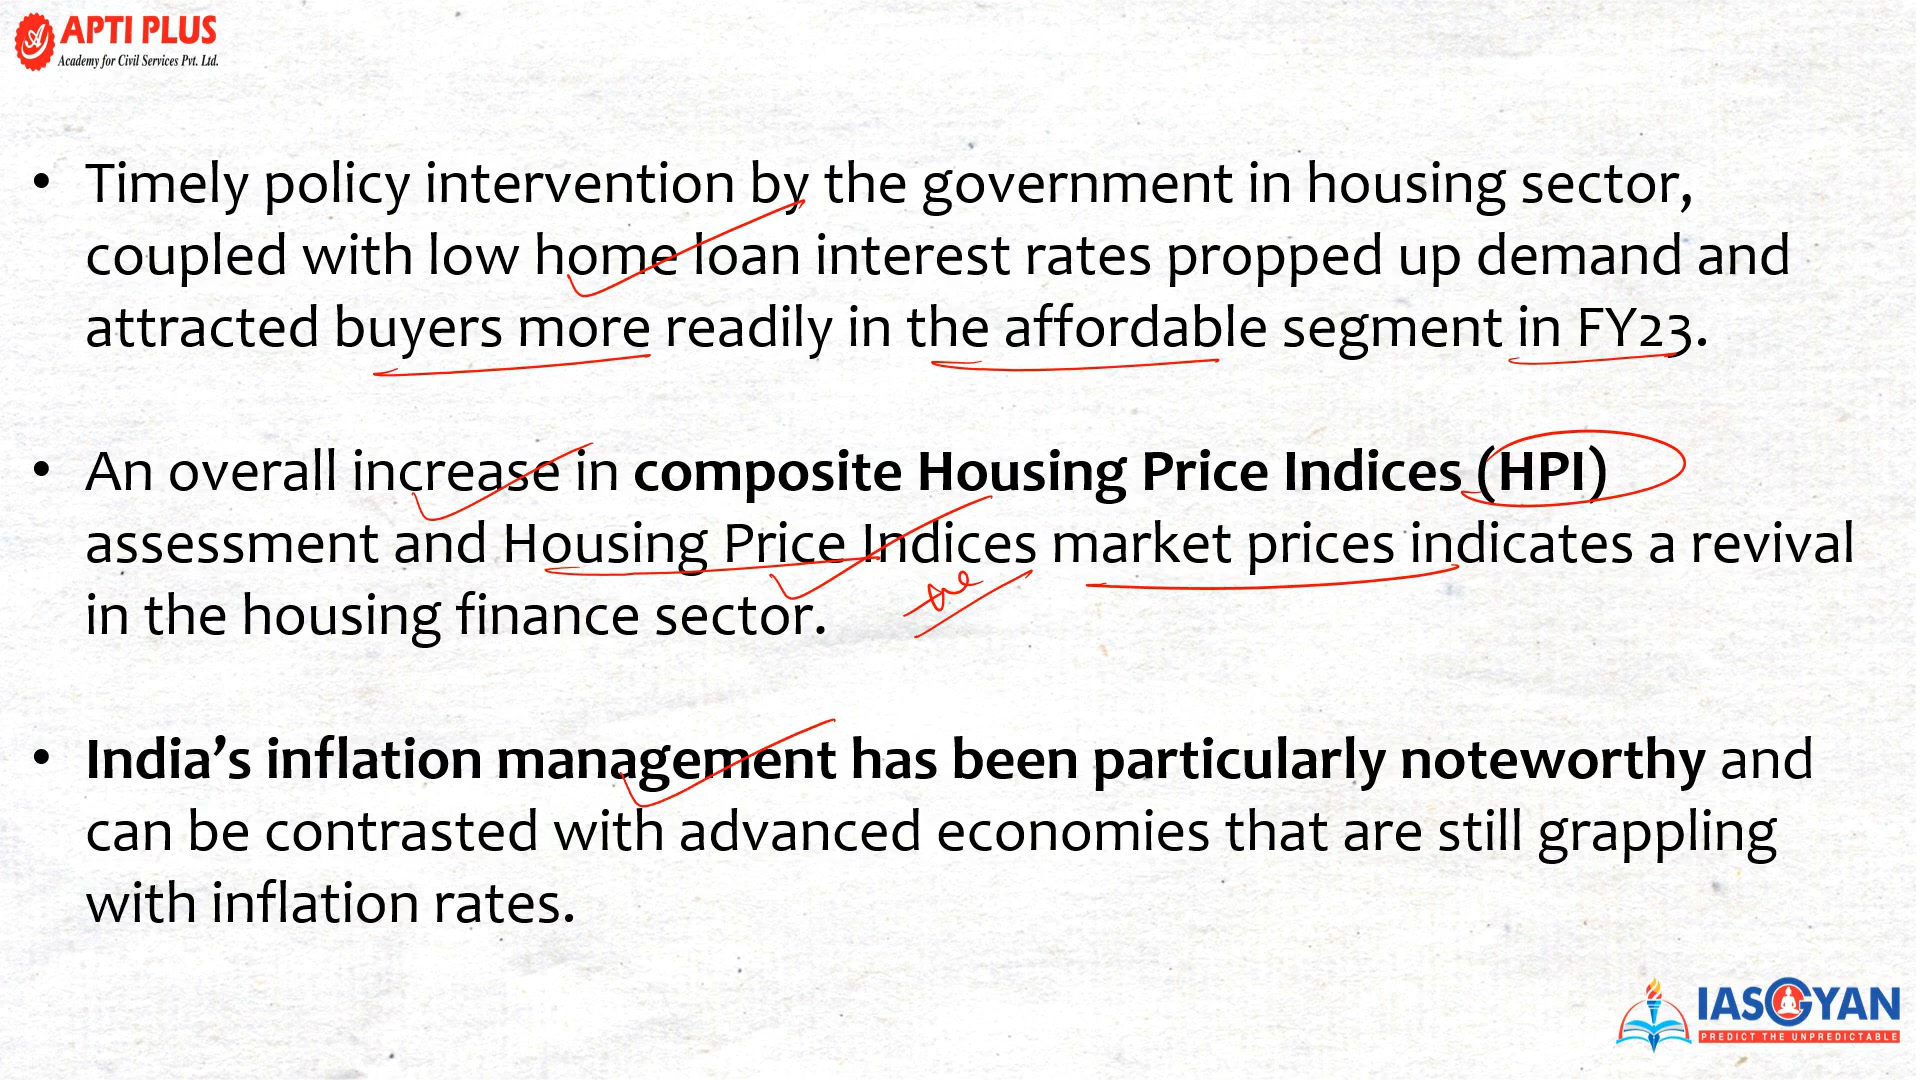 APTI PLUS
Academy for Civil Services Pvt. Ltd.
• Timely policy intervention by the government in housing sector,
coupled with low home loan interest rates propped up demand and
attracted buyers more readily in the affordable segment in FY23.
• An overall increase in composite Housing Price Indices (HPI)
assessment and Housing Price Indices market prices indicates a revival
in the housing finance sector.
• India’s inflation management has been particularly noteworthy and
can be contrasted with advanced economies that are still grappling
with inflation rates.
IASGYAN
PREDICT THE UNPREDICTABLE